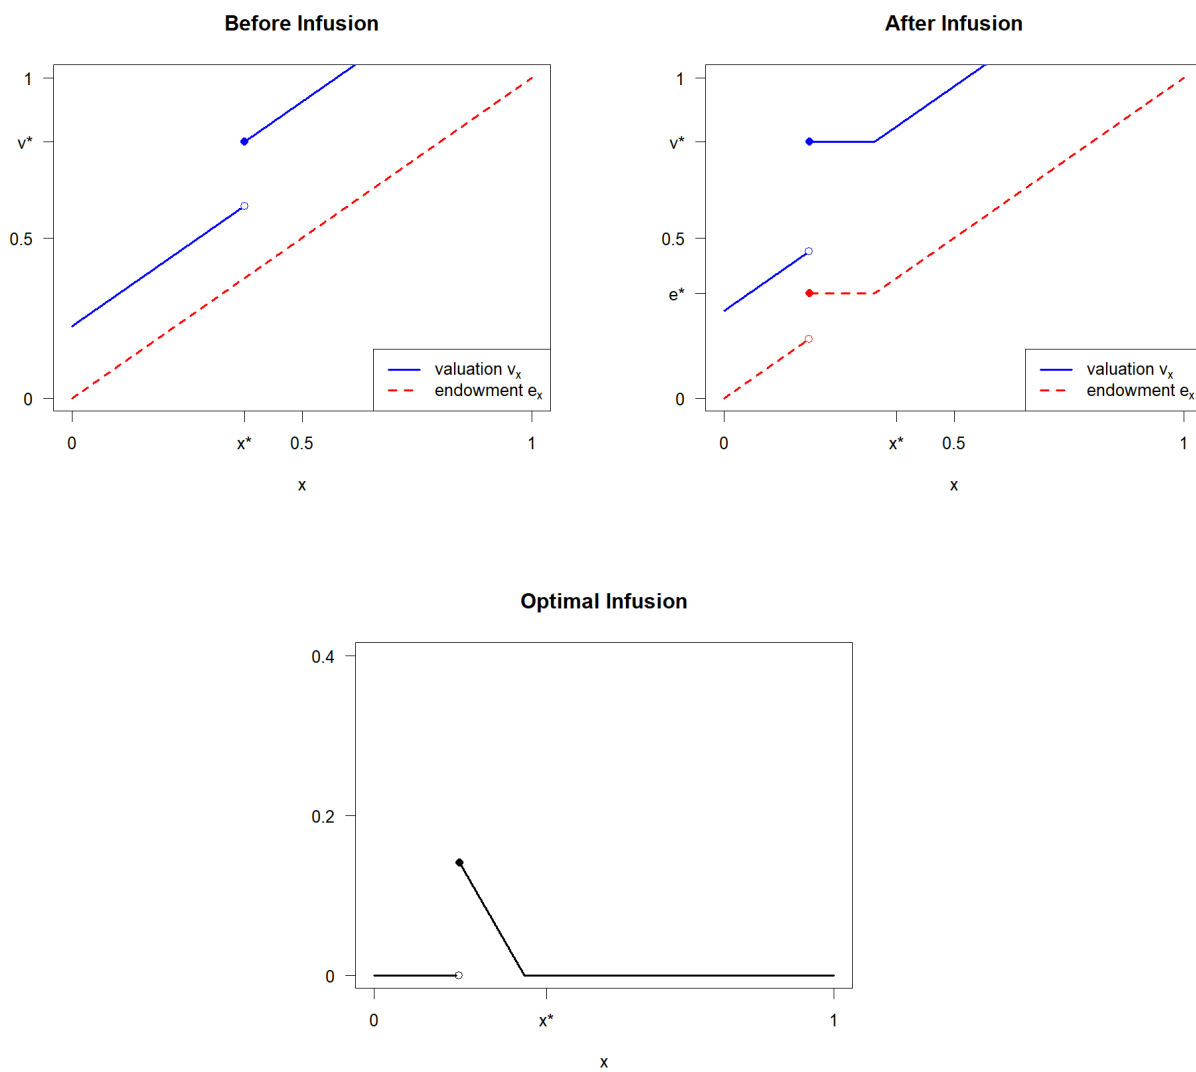 Before Infusion
1
v*
0.5
0
valuation vₓ
endowment eₓ
0
x*
0.5
1
x
After Infusion
1
v*
0.5
e*
0
valuation vₓ
endowment eₓ
0
x*
0.5
1
x
Optimal Infusion
0.4
0.2
0
0
x*
1
x